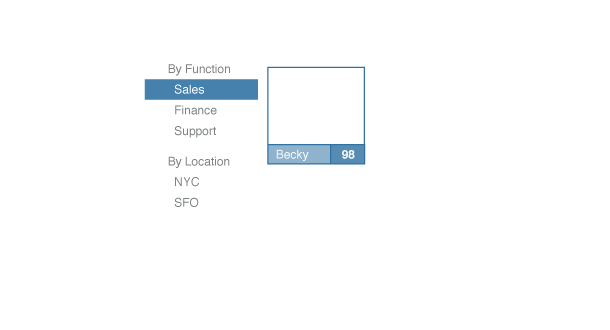 By Function
Sales
Finance
Support
By Location
NYC
SFO
Becky 98